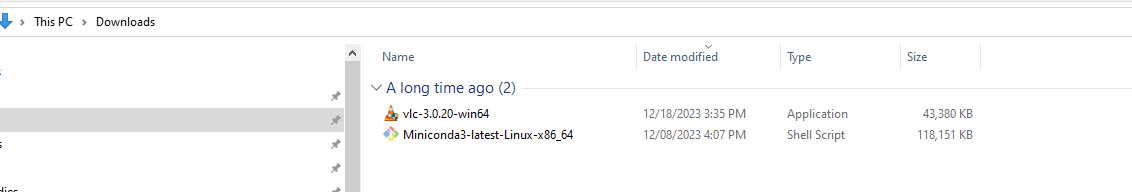 This PC > Downloads
Name Date modified Type Size
A long time ago (2)
vlc-3.0.20-win64 12/18/2023 3:35 PM Application 43,380 KB
Miniconda3-latest-Linux-x86_64 12/08/2023 4:07 PM Shell Script 118,151 KB